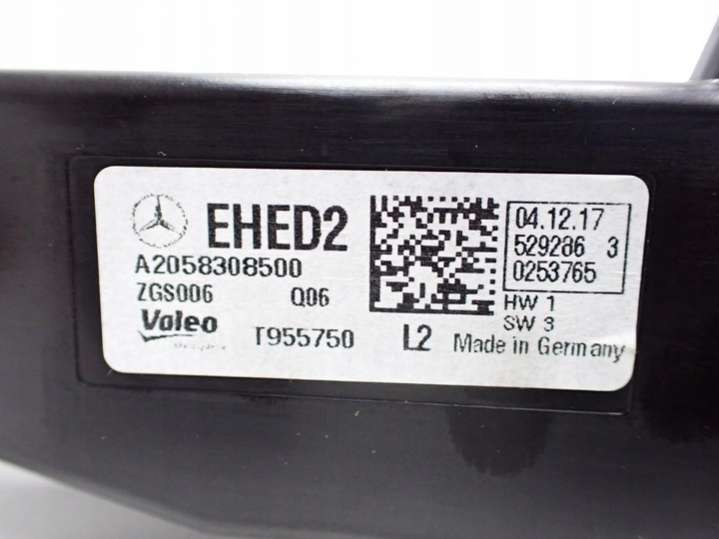 EHED2
A2058308500
ZGS006 Q06
Valeo T955750
L2
04.12.17
529286 3
0253765
HW 1
SW 3
Made in Germany